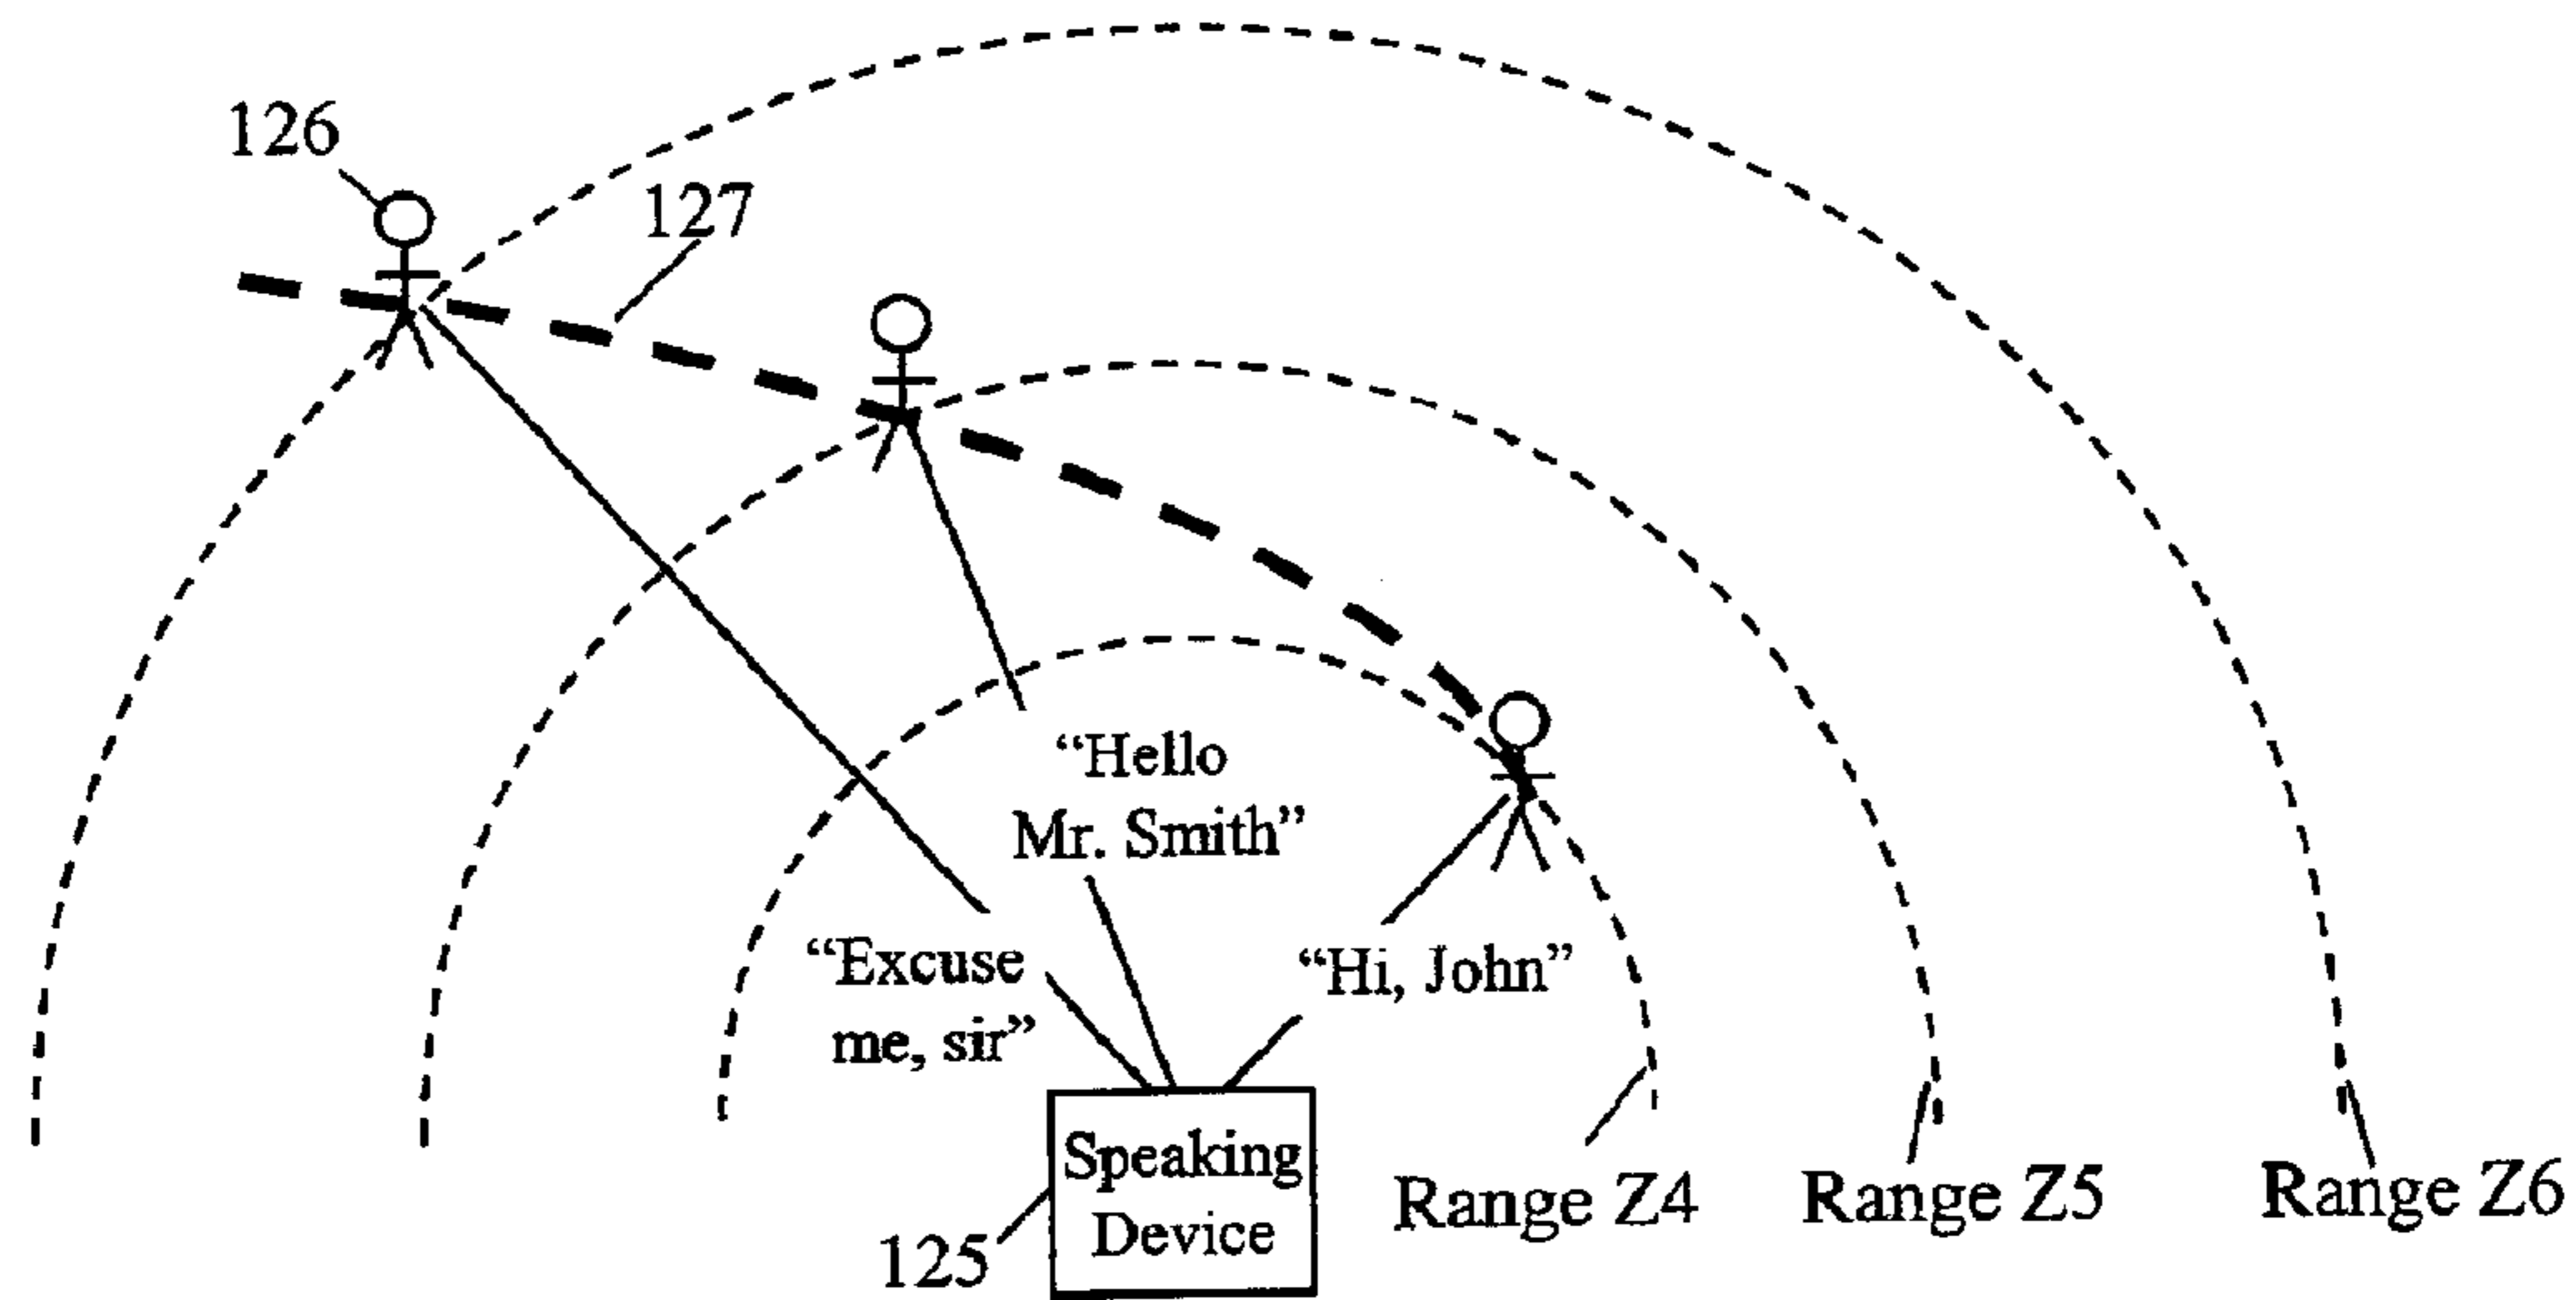 126
127
“Hello
Mr. Smith”
“Excuse
me, sir”
“Hi, John”
Speaking
Device
125
Range Z4
Range Z5
Range Z6